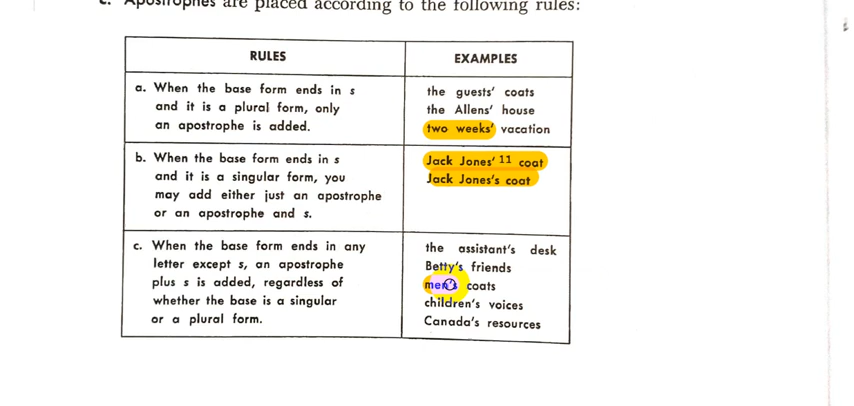 c. Apostrophes are placed according to the following rules:
RULES
EXAMPLES
a. When the base form ends in s
and it is a plural form, only
an apostrophe is added.
the guests' coats
the Allens' house
two weeks' vacation
b. When the base form ends in s
and it is a singular form, you
may add either just an apostrophe
or an apostrophe and s.
Jack Jones' 11 coat
Jack Jones's coat
c. When the base form ends in any
letter except s, an apostrophe
plus s is added, regardless of
whether the base is a singular
or a plural form.
the assistant's desk
Betty's friends
men's coats
children's voices
Canada's resources